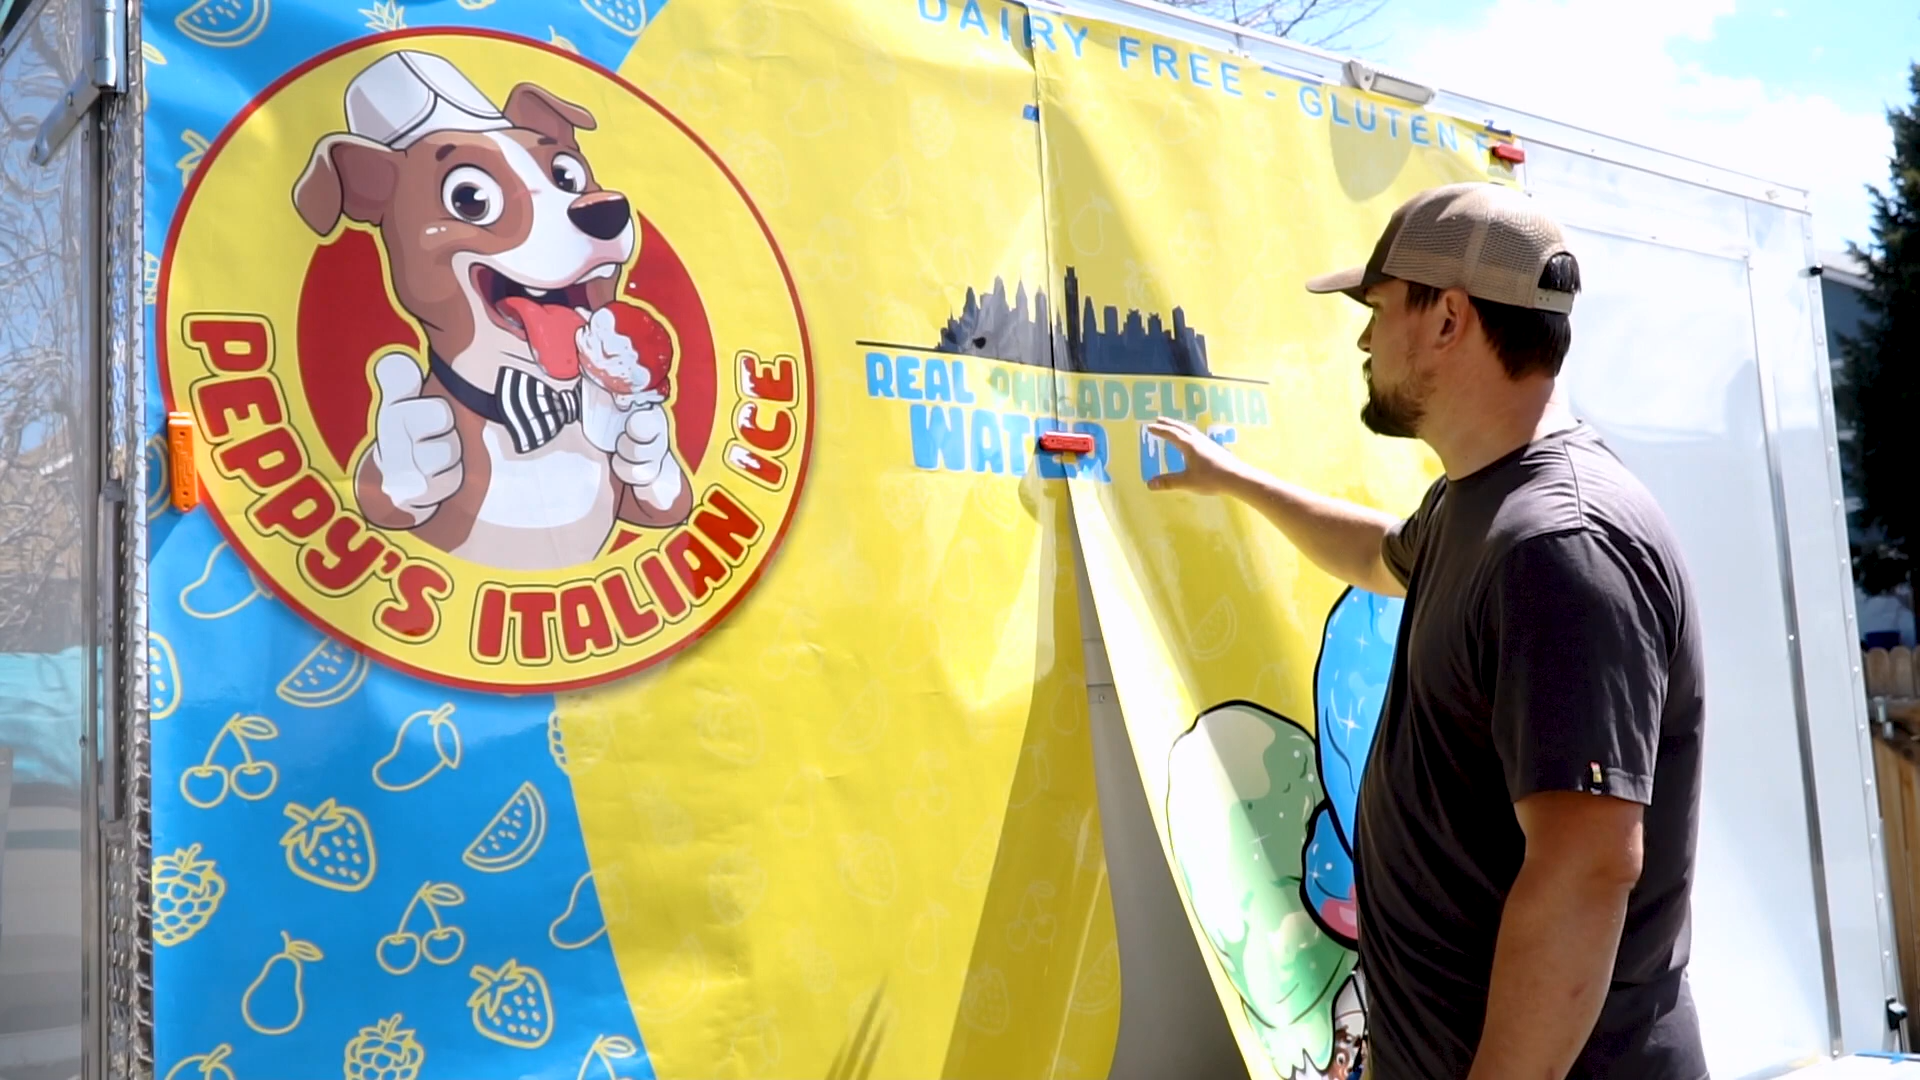 DAIRY FREE - GLUTEN F
PEPPY'S ITALIAN ICE
REAL PHILADELPHIA
WATER